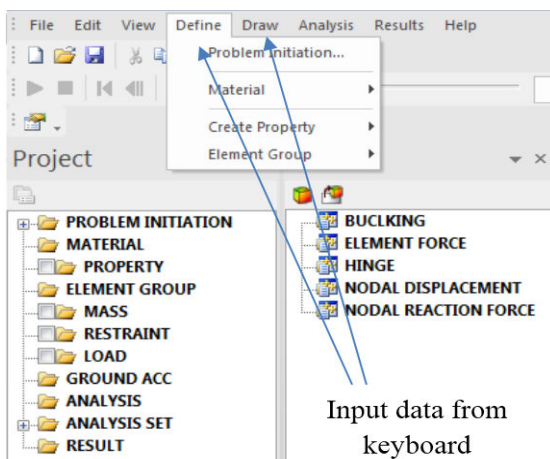 File Edit View Define Draw Analysis Results Help
Problem Initiation...
Material
Create Property
Element Group
Project
PROBLEM INITIATION
MATERIAL
PROPERTY
ELEMENT GROUP
MASS
RESTRAINT
LOAD
GROUND ACC
ANALYSIS
ANALYSIS SET
RESULT
BUCLKING
ELEMENT FORCE
HINGE
NODAL DISPLACEMENT
NODAL REACTION FORCE
Input data from
keyboard